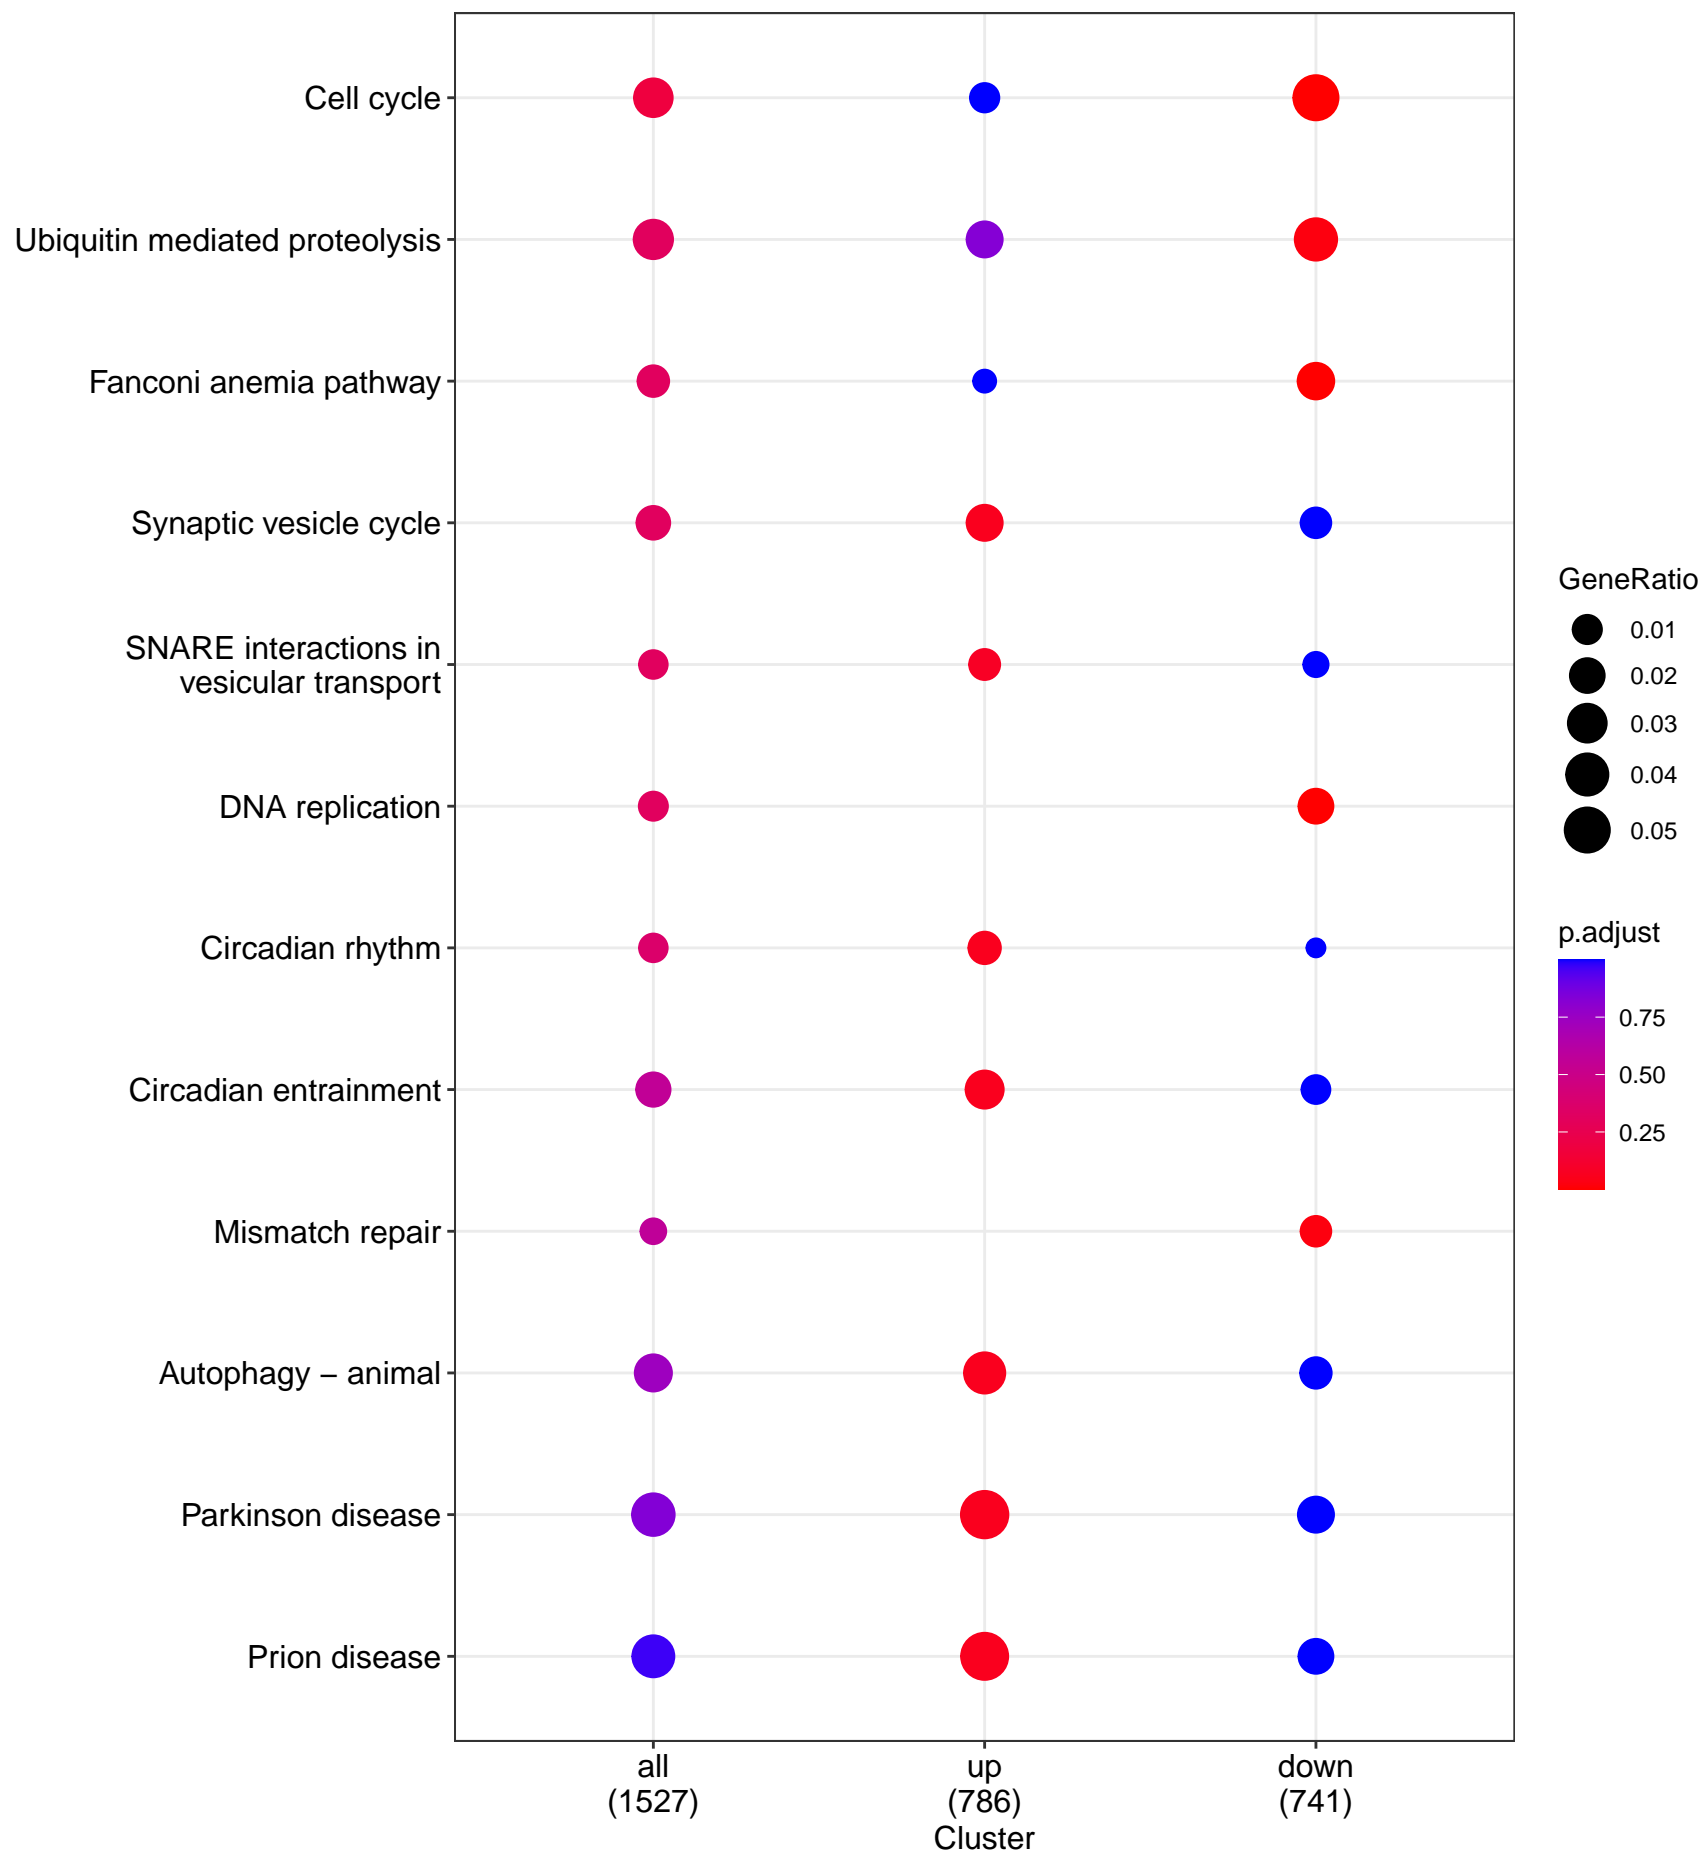 Cell cycle
Ubiquitin mediated proteolysis
Fanconi anemia pathway
Synaptic vesicle cycle
SNARE interactions in
vesicular transport
DNA replication
Circadian rhythm
Circadian entrainment
Mismatch repair
Autophagy − animal
Parkinson disease
Prion disease
all
(1527)
up
(786)
down
(741)
Cluster
GeneRatio
0.01
0.02
0.03
0.04
0.05
p.adjust
0.75
0.50
0.25